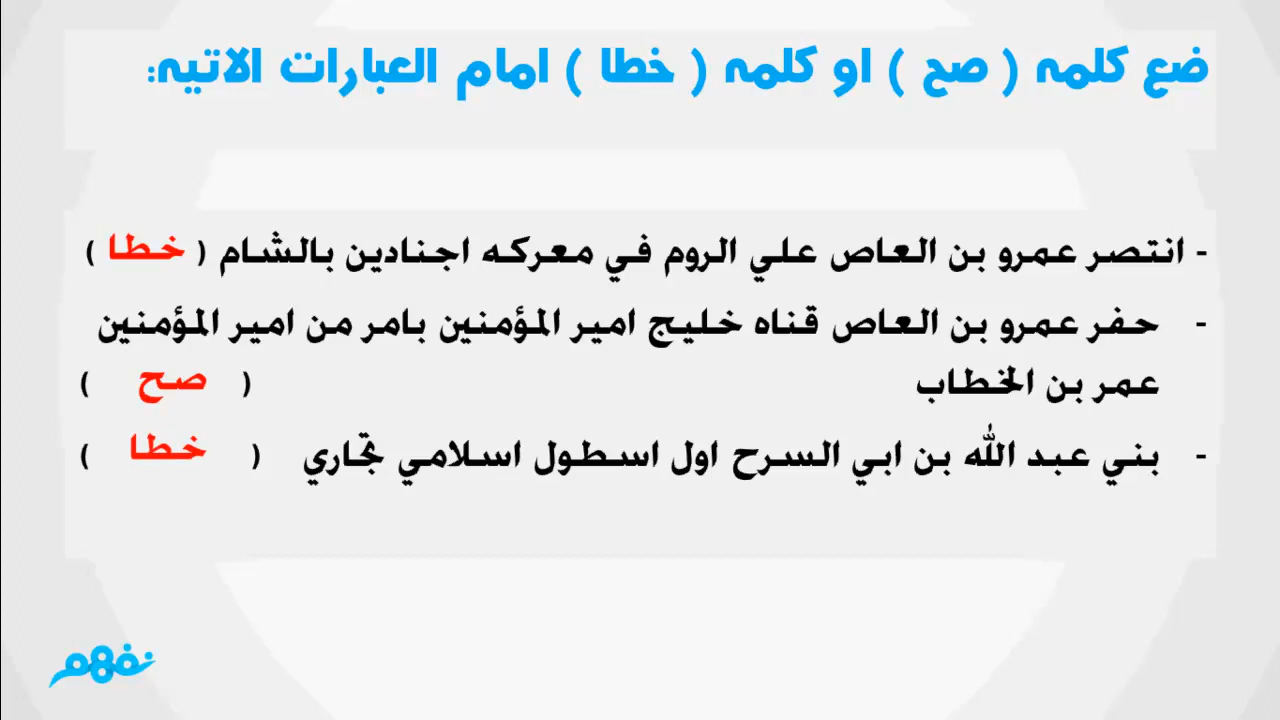 ضع كلمه ( صح ) او كلمه ( خطا ) امام العبارات الاتيه:
- انتصر عمرو بن العاص علي الروم في معركه اجنادين بالشام ( خطا )
- حفر عمرو بن العاص قناه خليج امير المؤمنين بامر من امير المؤمنين
عمر بن الخطاب ( صح )
- بني عبد الله بن ابي السرح اول اسطول اسلامي تجاري ( خطا )
نفهم